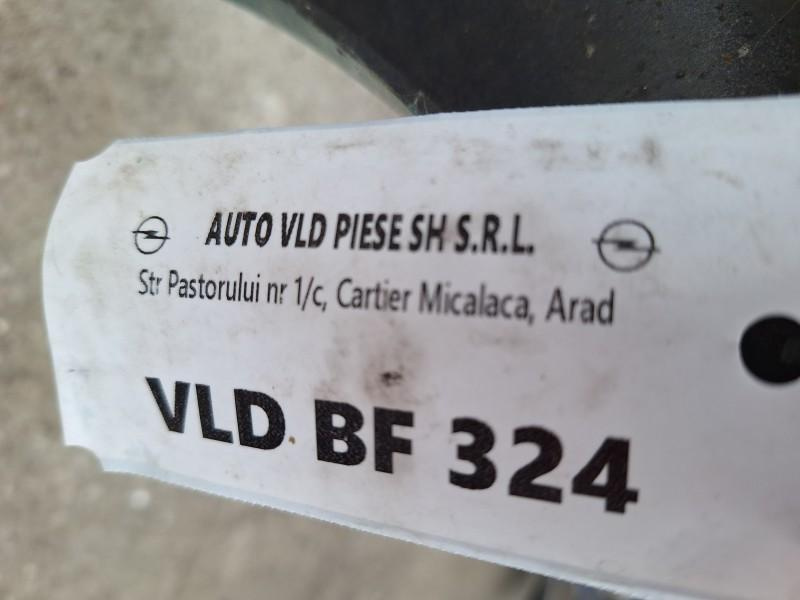 AUTO VLD PIESE SH S.R.L.
Str Pastorului nr 1/c, Cartier Micalaca, Arad
VLD BF 324